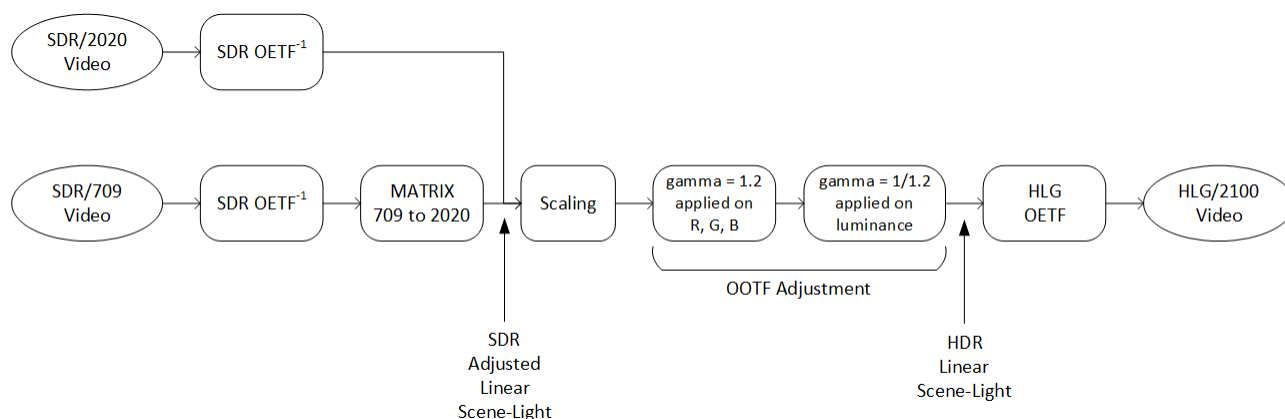 SDR/2020
Video
SDR OETF⁻¹
SDR/709
Video
SDR OETF⁻¹
MATRIX
709 to 2020
Scaling
gamma = 1.2
applied on
R, G, B
gamma = 1/1.2
applied on
luminance
HLG
OETF
HLG/2100
Video
OOTF Adjustment
SDR
Adjusted
Linear
Scene-Light
HDR
Linear
Scene-Light